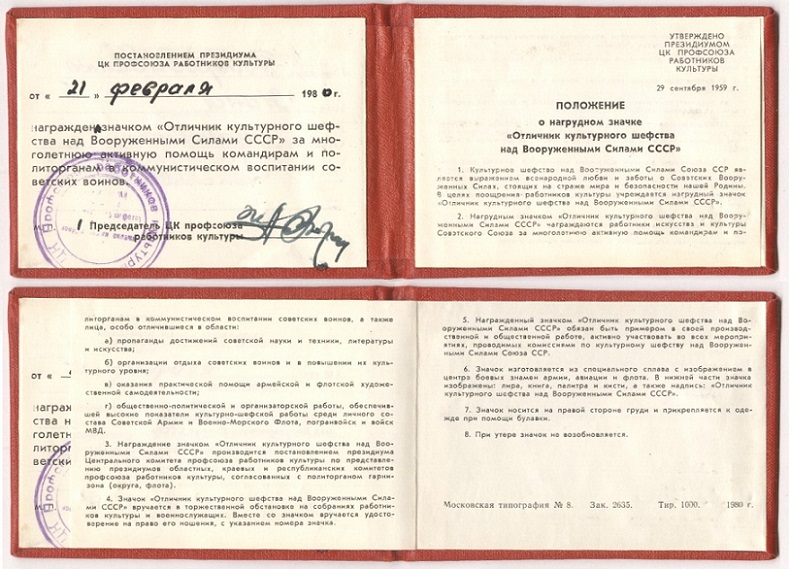 ПОСТАНОВЛЕНИЕМ ПРЕЗИДИУМА
ЦК ПРОФСОЮЗА РАБОТНИКОВ КУЛЬТУРЫ
от « 21 » февраля 1980 г.
награжден значком «Отличник культурного шеф-
ства над Вооруженными Силами СССР» за мно-
голетнюю активную помощь командирам и по-
литорганам в коммунистическом воспитании со-
ветских воинов.
Председатель ЦК профсоюза
работников культуры
УТВЕРЖДЕНО
ПРЕЗИДИУМОМ
ЦК ПРОФСОЮЗА
РАБОТНИКОВ
КУЛЬТУРЫ
29 сентября 1959 г.
ПОЛОЖЕНИЕ
о нагрудном значке
«Отличник культурного шефства
над Вооруженными Силами СССР»
1. Культурное шефство над Вооруженными Силами Союза ССР яв-
ляется выражением всенародной любви и заботы о Советских Воору-
женных Силах, стоящих на страже мира и безопасности нашей Родины.
В целях поощрения работников культуры учреждается нагрудный значок
«Отличник культурного шефства над Вооруженными Силами СССР».
2. Нагрудным значком «Отличник культурного шефства над Воору-
женными Силами СССР» награждаются работники искусства и культуры
Советского Союза за многолетнюю активную помощь командирам и по-
литорганам в коммунистическом воспитании советских воинов, а также
лица, особо отличившиеся в области:
а) пропаганды достижений советской науки и техники, литературы
и искусства;
б) организации отдыха советских воинов и в повышении их куль-
турного уровня;
в) оказания практической помощи армейской и флотской художе-
ственной самодеятельности;
г) общественно-политической и организаторской работы, обеспечив-
шей высокие показатели культурно-шефской работы среди личного со-
става Советской Армии и Военно-Морского Флота, погранвойск и войск
МВД.
3. Награждение значком «Отличник культурного шефства над Воо-
руженными Силами СССР» производится постановлением президиума
Центрального комитета профсоюза работников культуры по представле-
нию президиумов областных, краевых и республиканских комитетов
профсоюза работников культуры, согласованных с политорганом гарни-
зона (округа, флота).
4. Значок «Отличник культурного шефства над Вооруженными Сила-
ми СССР» вручается в торжественной обстановке на собраниях работни-
ков культуры и военнослужащих. Вместе со значком вручается удосто-
верение на право его ношения, с указанием номера значка.
от «
награж
ства н
голетн
литорг
ветски
5. Награжденный значком «Отличник культурного шефства над Во-
оруженными Силами СССР» обязан быть примером в своей производст-
венной и общественной работе, активно участвовать во всех мероприя-
тиях, проводимых комиссиями по культурному шефству над Вооружен-
ными Силами Союза ССР.
6. Значок изготовляется из специального сплава с изображением в
центре боевых знамен армии, авиации и флота. В нижней части значка
изображены: лира, книга, палитра и кисти, а также надпись: «Отличник
культурного шефства над Вооруженными Силами СССР».
7. Значок носится на правой стороне груди и прикрепляется к оде-
жде при помощи булавки.
8. При утере значок не возобновляется.
Московская типография № 8. Зак. 2635. Тир. 1000. 1980 г.